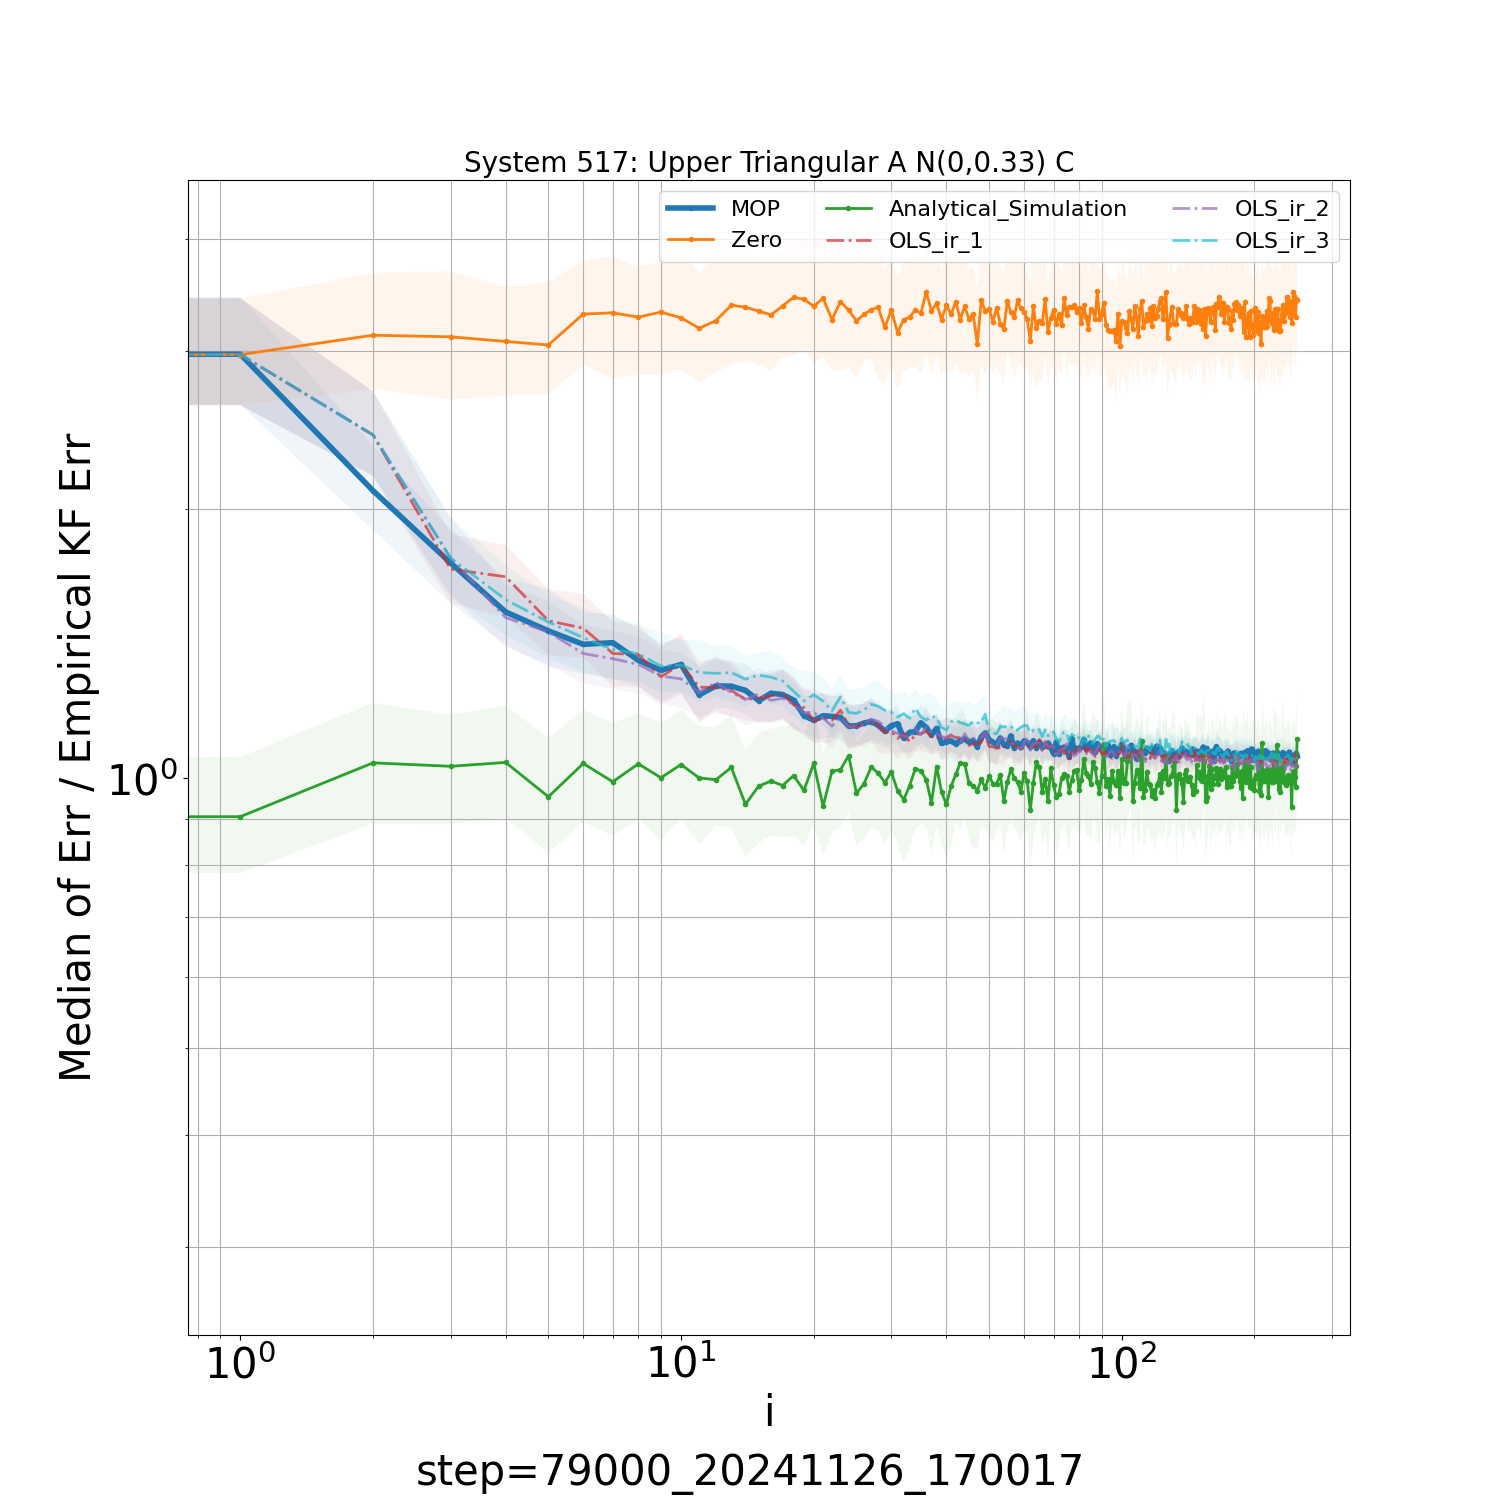 System 517: Upper Triangular A N(0,0.33) C
MOP
Zero
Analytical_Simulation
OLS_ir_1
OLS_ir_2
OLS_ir_3
Median of Err / Empirical KF Err
10⁰
10⁰ 10¹ 10²
i
step=79000_20241126_170017